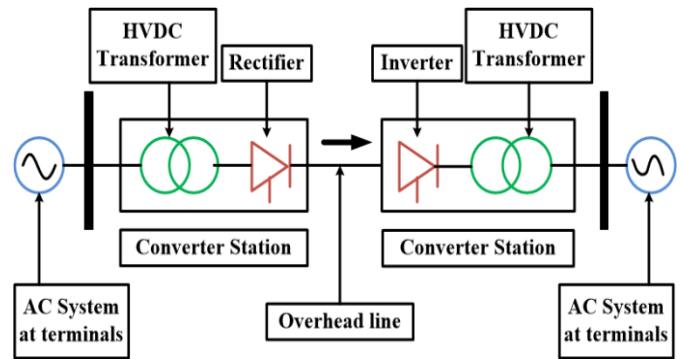 HVDC
Transformer
Rectifier
Inverter
HVDC
Transformer
Converter Station
Converter Station
AC System
at terminals
Overhead line
AC System
at terminals